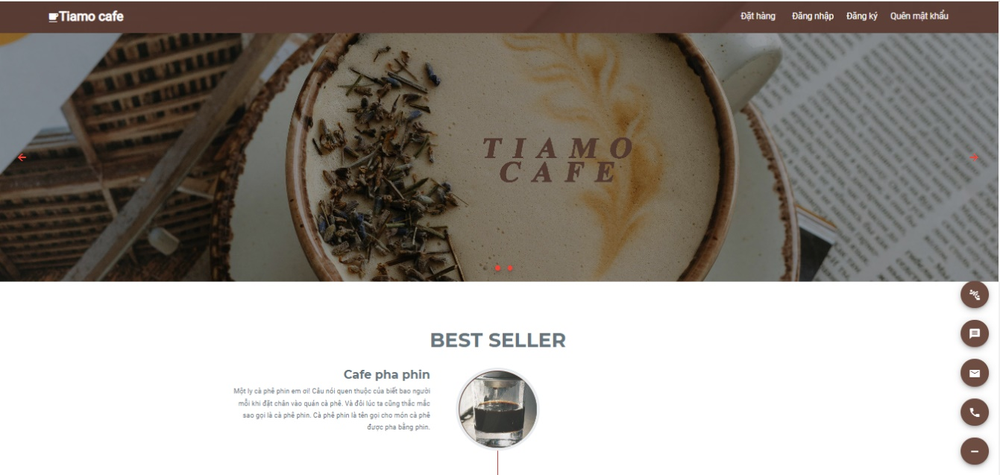 Tiamo cafe
Đặt hàng Đăng nhập Đăng ký Quên mật khẩu
TIAMO
CAFE
BEST SELLER
Cafe pha phin
Một ly cà phê phin em ơi! Câu nói quen thuộc của biết bao người
mỗi khi đặt chân vào quán cà phê. Và đôi lúc ta cũng thắc mắc
sao gọi là cà phê phin. Cà phê phin là tên gọi cho món cà phê
được pha bằng phin.